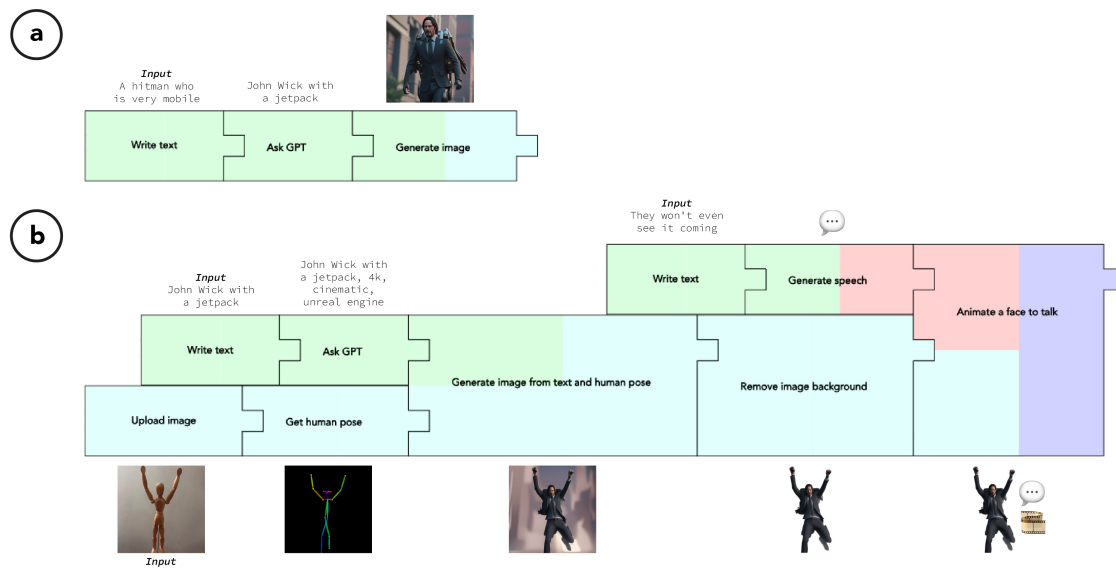 a
Input
A hitman who
is very mobile
John Wick with
a jetpack
Write text
Ask GPT
Generate image
b
Input
They won't even
see it coming
Write text
Generate speech
Animate a face to talk
Input
John Wick with
a jetpack
John Wick with
a jetpack, 4k,
cinematic,
unreal engine
Write text
Ask GPT
Generate image from text and human pose
Remove image background
Upload image
Get human pose
Input